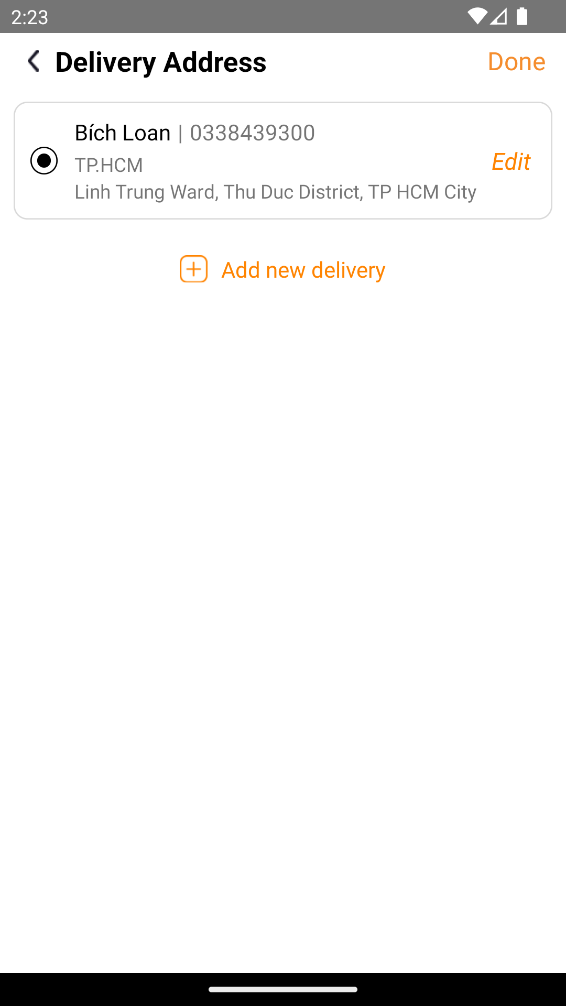 2:23
Delivery Address Done
Bích Loan | 0338439300
TP.HCM
Edit
Linh Trung Ward, Thu Duc District, TP HCM City
Add new delivery